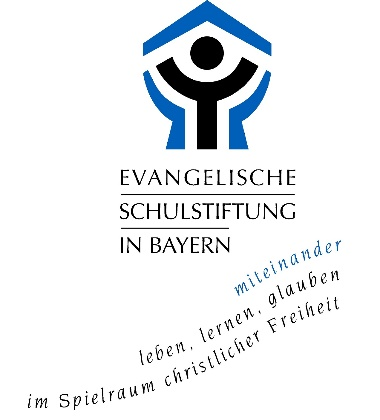 EVANGELISCHE
SCHULSTIFTUNG
IN BAYERN
miteinander
leben, lernen, glauben
im Spielraum christlicher Freiheit